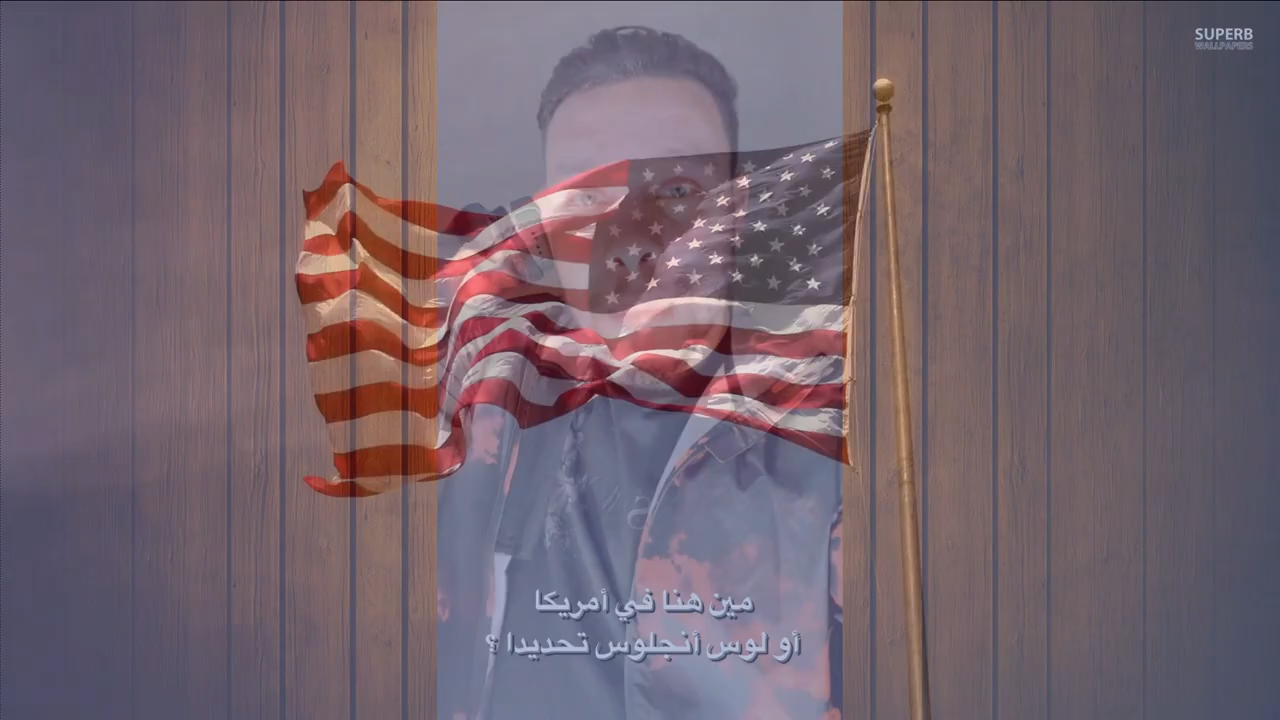 SUPERB
WALLPAPERS
مين هنا في أمريكا
أو لوس أنجلوس تحديدا ؟